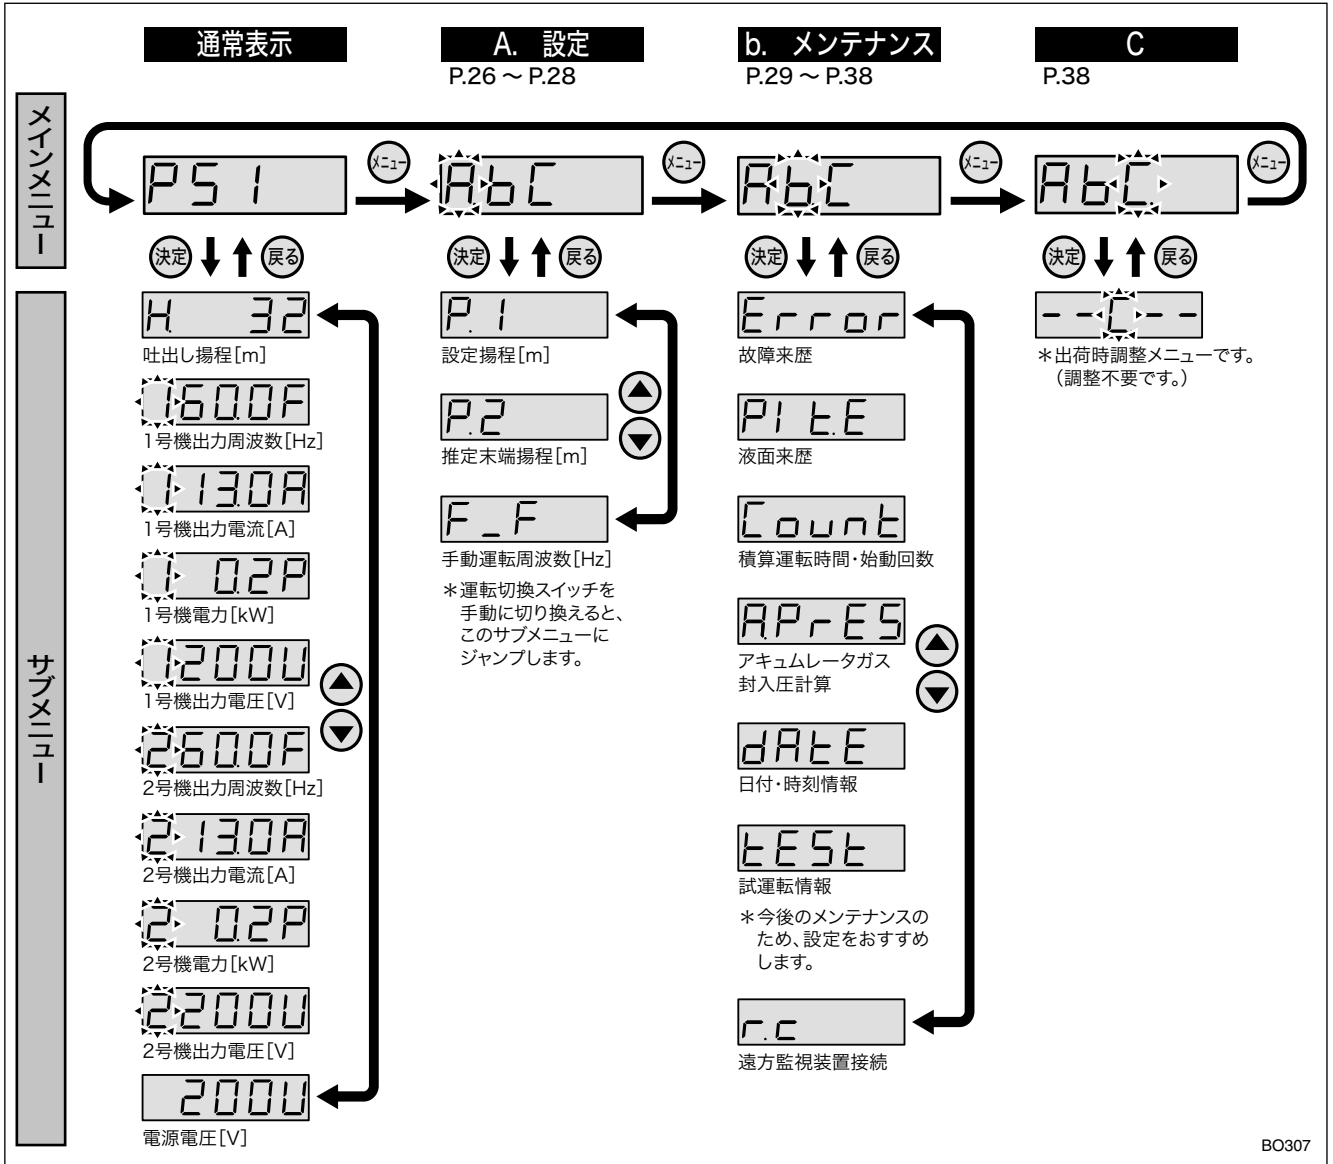 通常表示
A. 設定
b. メンテナンス
C
P.26 ～ P.28
P.29 ～ P.38
P.38
メインメニュー
PS1
メニュー
A.bC
メニュー
AbC
メニュー
AbC.
メニュー
決定
戻る
決定
戻る
決定
戻る
決定
戻る
サブメニュー
H. 32
吐出し揚程[m]
160.0F
1号機出力周波数[Hz]
113.0A
1号機出力電流[A]
1 0.2P
1号機電力[kW]
1200U
1号機出力電圧[V]
260.0F
2号機出力周波数[Hz]
213.0A
2号機出力電流[A]
2 0.2P
2号機電力[kW]
2200U
2号機出力電圧[V]
200U
電源電圧[V]
P.1
設定揚程[m]
P.2
推定末端揚程[m]
F_F
手動運転周波数[Hz]
＊運転切換スイッチを
手動に切り換えると、
このサブメニューに
ジャンプします。
Error
故障来歴
PIt.E
液面来歴
Count
積算運転時間・始動回数
A.PrES
アキュムレータガス
封入圧計算
dAtE
日付・時刻情報
tESt
試運転情報
＊今後のメンテナンスの
ため、設定をおすすめ
します。
r.c
遠方監視装置接続
--C--
＊出荷時調整メニューです。
（調整不要です。）
BO307